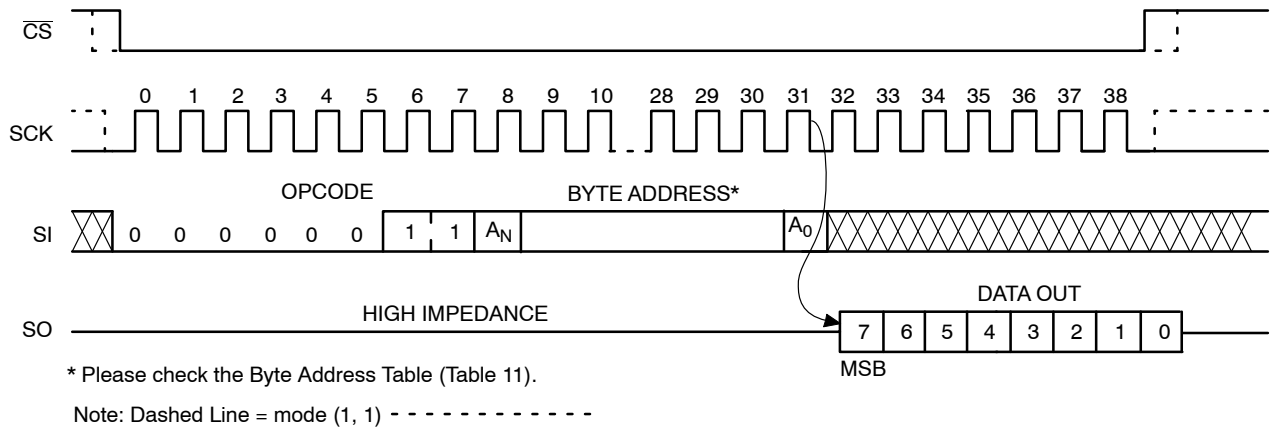 CS
0 1 2 3 4 5 6 7 8 9 10 28 29 30 31 32 33 34 35 36 37 38
SCK
OPCODE BYTE ADDRESS*
SI 0 0 0 0 0 0 1 1 AN A0
DATA OUT
HIGH IMPEDANCE
SO 7 6 5 4 3 2 1 0
MSB
* Please check the Byte Address Table (Table 11).
Note: Dashed Line = mode (1, 1) - - - - - - - - - - - - -